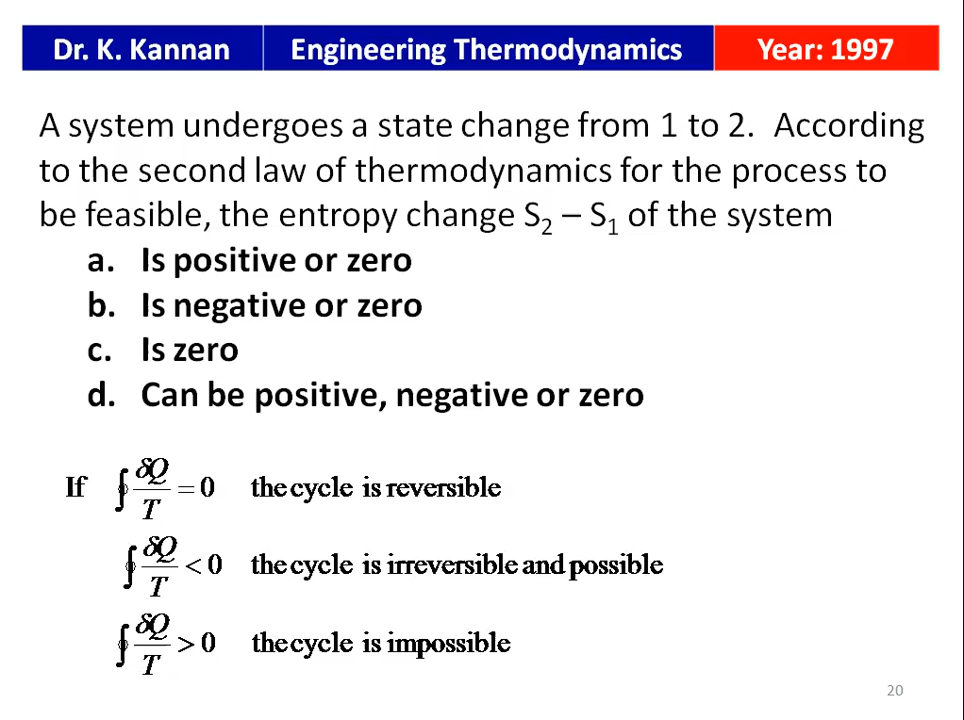 Dr. K. Kannan Engineering Thermodynamics Year: 1997
A system undergoes a state change from 1 to 2. According
to the second law of thermodynamics for the process to
be feasible, the entropy change S₂ – S₁ of the system
a. Is positive or zero
b. Is negative or zero
c. Is zero
d. Can be positive, negative or zero
If ∮ δQ/T = 0 the cycle is reversible
∮ δQ/T < 0 the cycle is irreversible and possible
∮ δQ/T > 0 the cycle is impossible
20